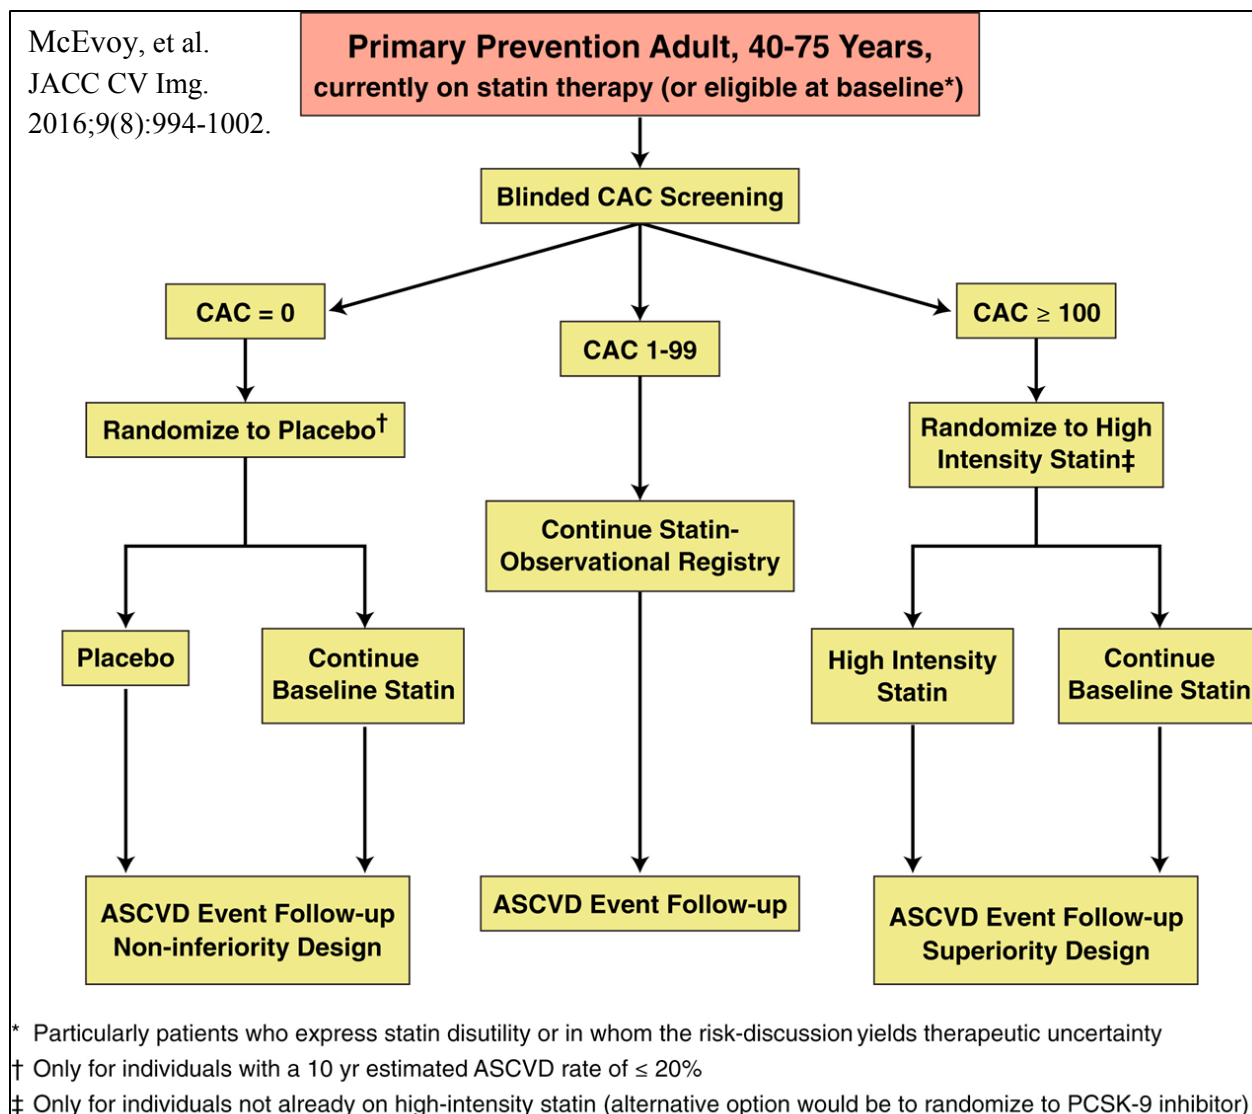 McEvoy, et al.
JACC CV Img.
2016;9(8):994-1002.
Primary Prevention Adult, 40-75 Years,
currently on statin therapy (or eligible at baseline*)
Blinded CAC Screening
CAC = 0
CAC 1-99
CAC ≥ 100
Randomize to Placebo†
Randomize to High
Intensity Statin‡
Continue Statin-
Observational Registry
Placebo
Continue
Baseline Statin
High Intensity
Statin
Continue
Baseline Statin
ASCVD Event Follow-up
Non-inferiority Design
ASCVD Event Follow-up
ASCVD Event Follow-up
Superiority Design
* Particularly patients who express statin disutility or in whom the risk-discussion yields therapeutic uncertainty
† Only for individuals with a 10 yr estimated ASCVD rate of ≤ 20%
‡ Only for individuals not already on high-intensity statin (alternative option would be to randomize to PCSK-9 inhibitor)